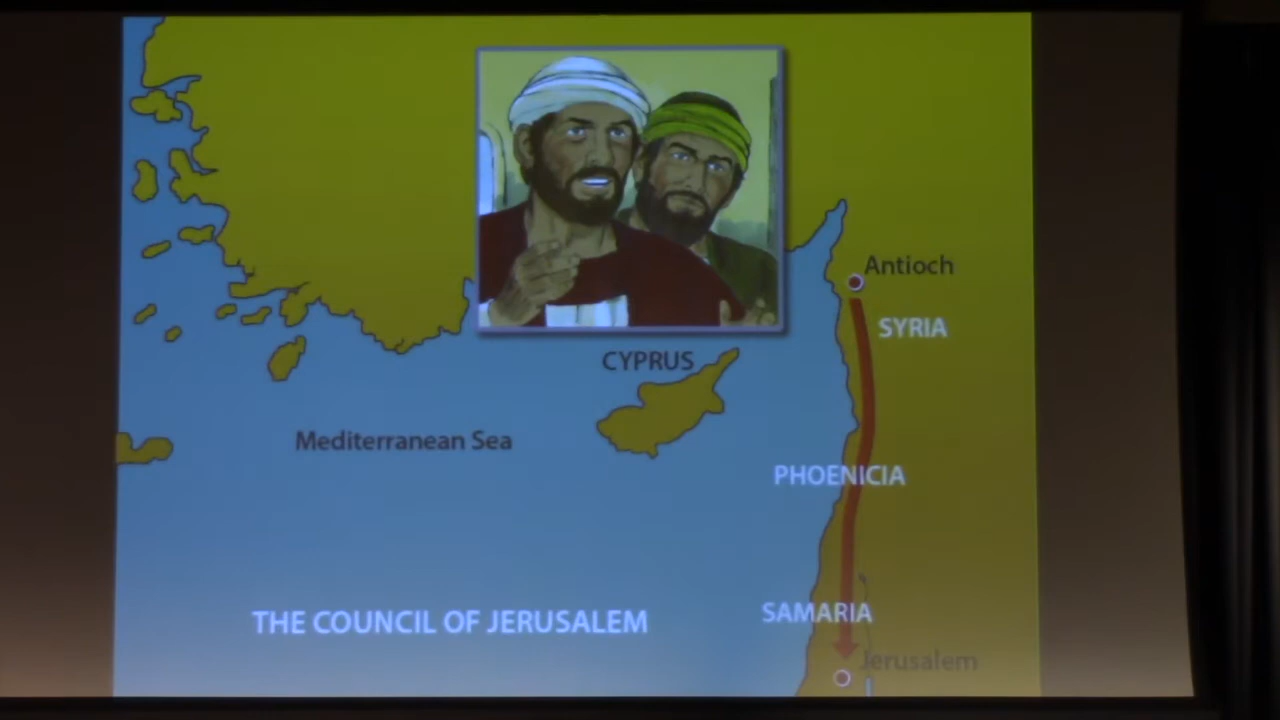 Antioch
SYRIA
CYPRUS
Mediterranean Sea
PHOENICIA
THE COUNCIL OF JERUSALEM
SAMARIA
Jerusalem